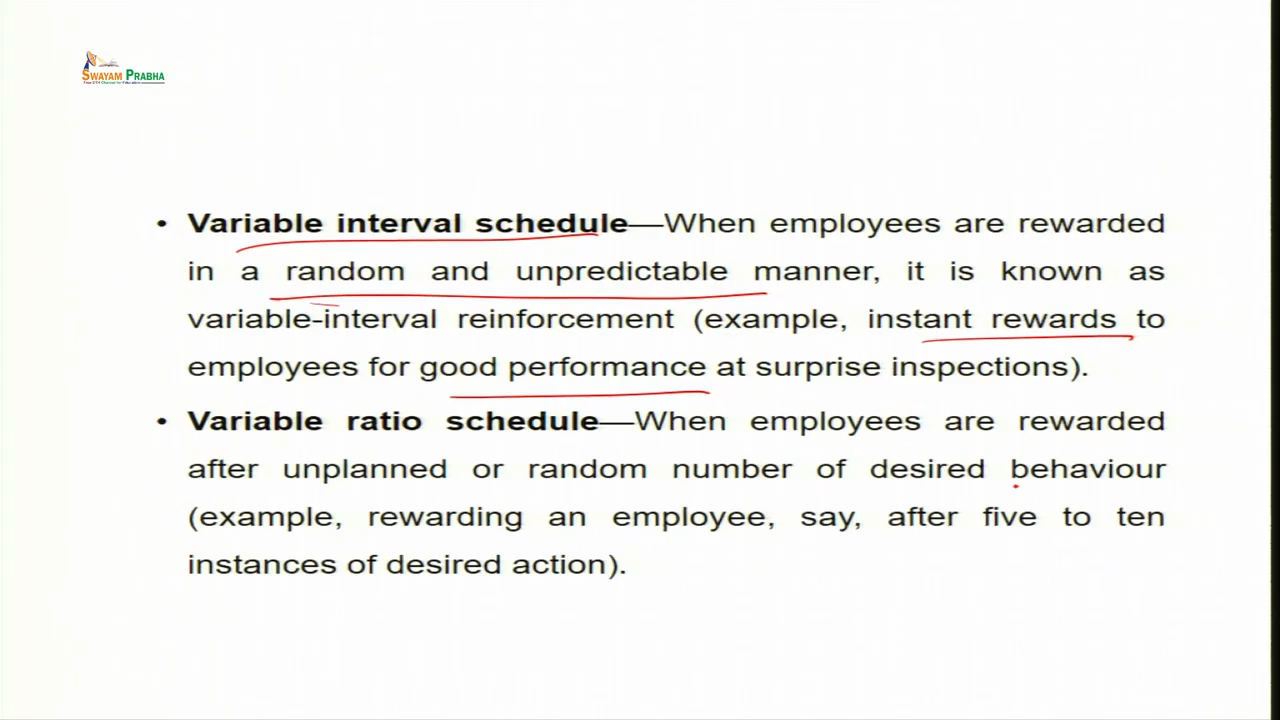 SWAYAM PRABHA
• Variable interval schedule—When employees are rewarded
in a random and unpredictable manner, it is known as
variable-interval reinforcement (example, instant rewards to
employees for good performance at surprise inspections).
• Variable ratio schedule—When employees are rewarded
after unplanned or random number of desired behaviour
(example, rewarding an employee, say, after five to ten
instances of desired action).